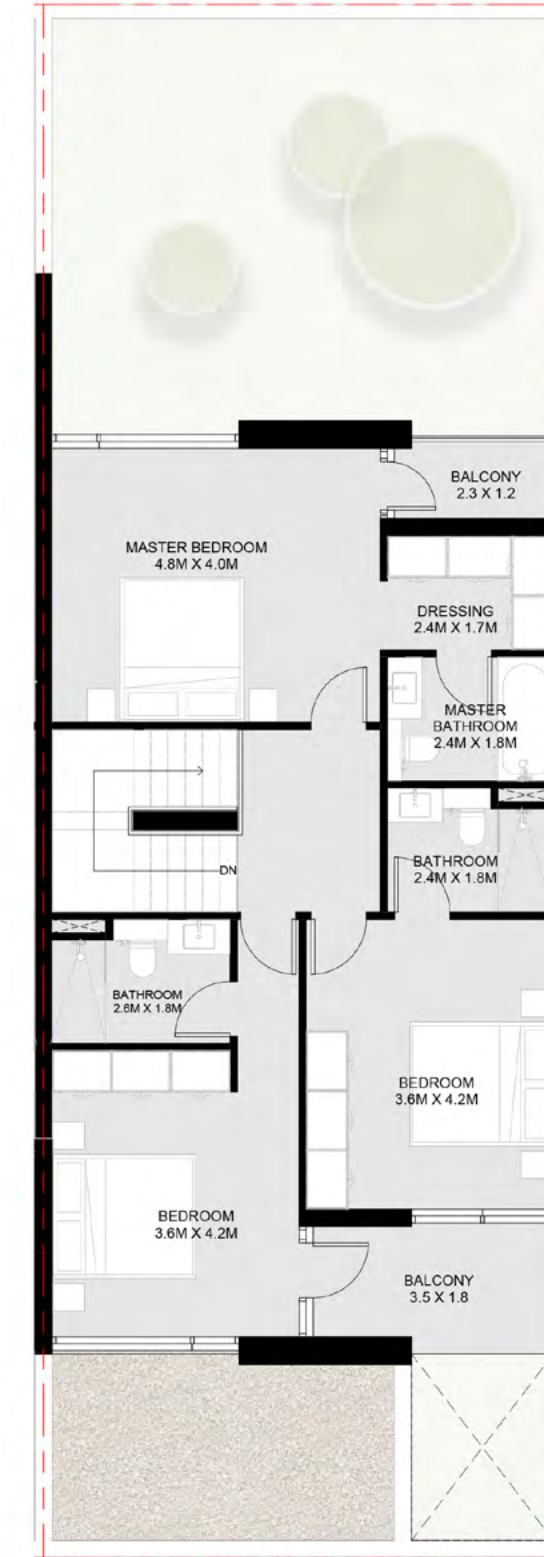 BALCONY
2.3 X 1.2
MASTER BEDROOM
4.8M X 4.0M
DRESSING
2.4M X 1.7M
MASTER
BATHROOM
2.4M X 1.8M
BATHROOM
2.4M X 1.8M
DN
BATHROOM
2.6M X 1.8M
BEDROOM
3.6M X 4.2M
BEDROOM
3.6M X 4.2M
BALCONY
3.5 X 1.8